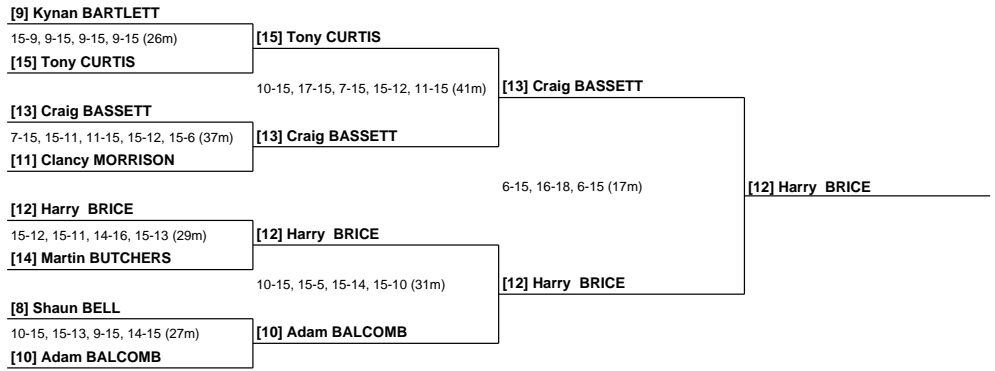 [9] Kynan BARTLETT
15-9, 9-15, 9-15, 9-15 (26m)
[15] Tony CURTIS
[15] Tony CURTIS
10-15, 17-15, 7-15, 15-12, 11-15 (41m)
[13] Craig BASSETT
[13] Craig BASSETT
7-15, 15-11, 11-15, 15-12, 15-6 (37m)
[11] Clancy MORRISON
[13] Craig BASSETT
6-15, 16-18, 6-15 (17m)
[12] Harry BRICE
[12] Harry BRICE
15-12, 15-11, 14-16, 15-13 (29m)
[14] Martin BUTCHERS
[12] Harry BRICE
10-15, 15-5, 15-14, 15-10 (31m)
[12] Harry BRICE
[8] Shaun BELL
10-15, 15-13, 9-15, 14-15 (27m)
[10] Adam BALCOMB
[10] Adam BALCOMB